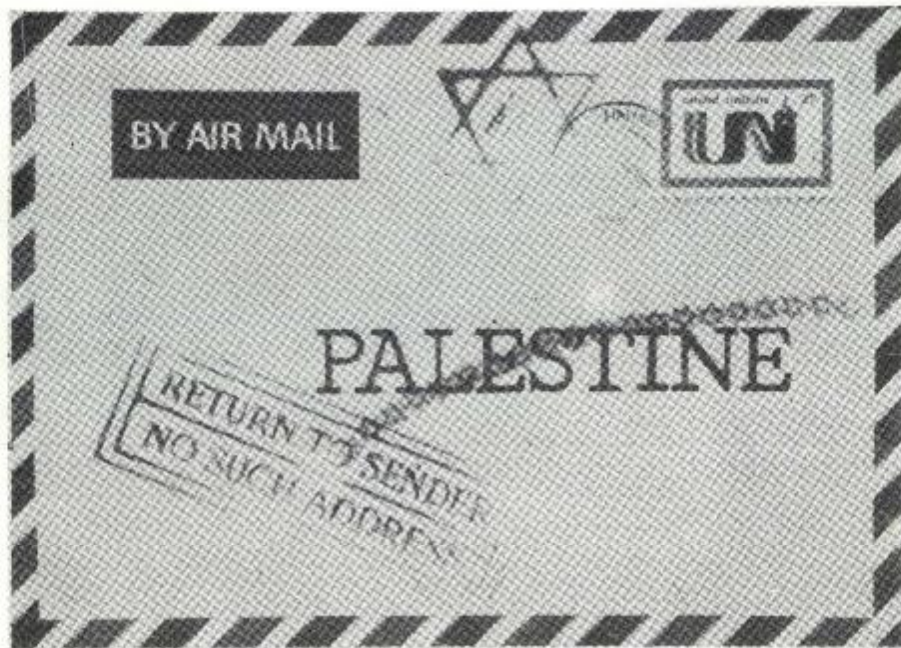 BY AIR MAIL
UN
PALESTINE
RETURN TO SENDER
NO SUCH ADDRESS